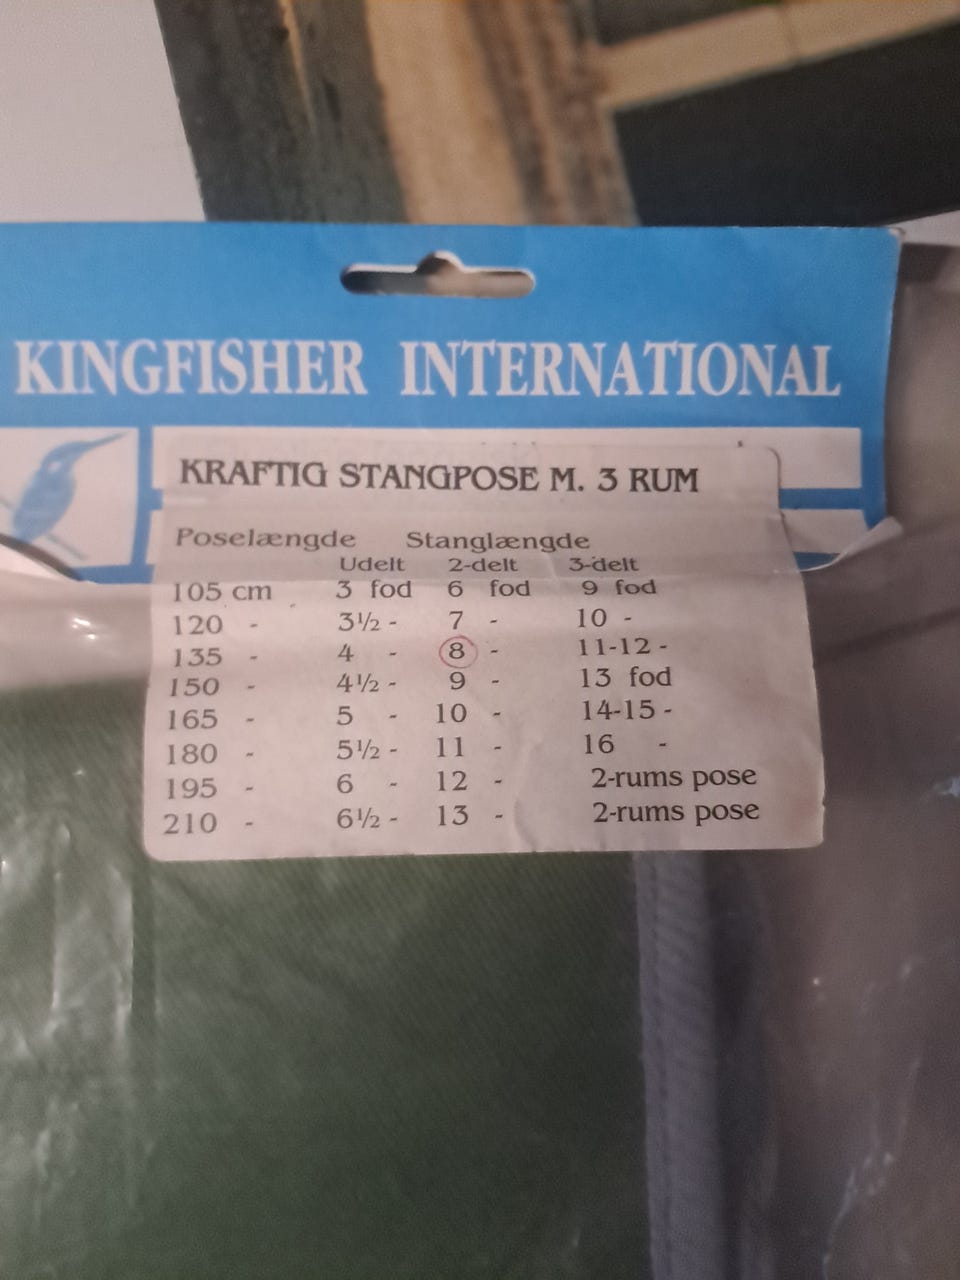 KINGFISHER INTERNATIONAL
KRAFTIG STANGPOSE M. 3 RUM
Poselængde Stanglængde
Udelt 2-delt 3-delt
105 cm 3 fod 6 fod 9 fod
120 - 3½ - 7 - 10 -
135 - 4 - 8 - 11-12 -
150 - 4½ - 9 - 13 fod
165 - 5 - 10 - 14-15 -
180 - 5½ - 11 - 16 -
195 - 6 - 12 - 2-rums pose
210 - 6½ - 13 - 2-rums pose